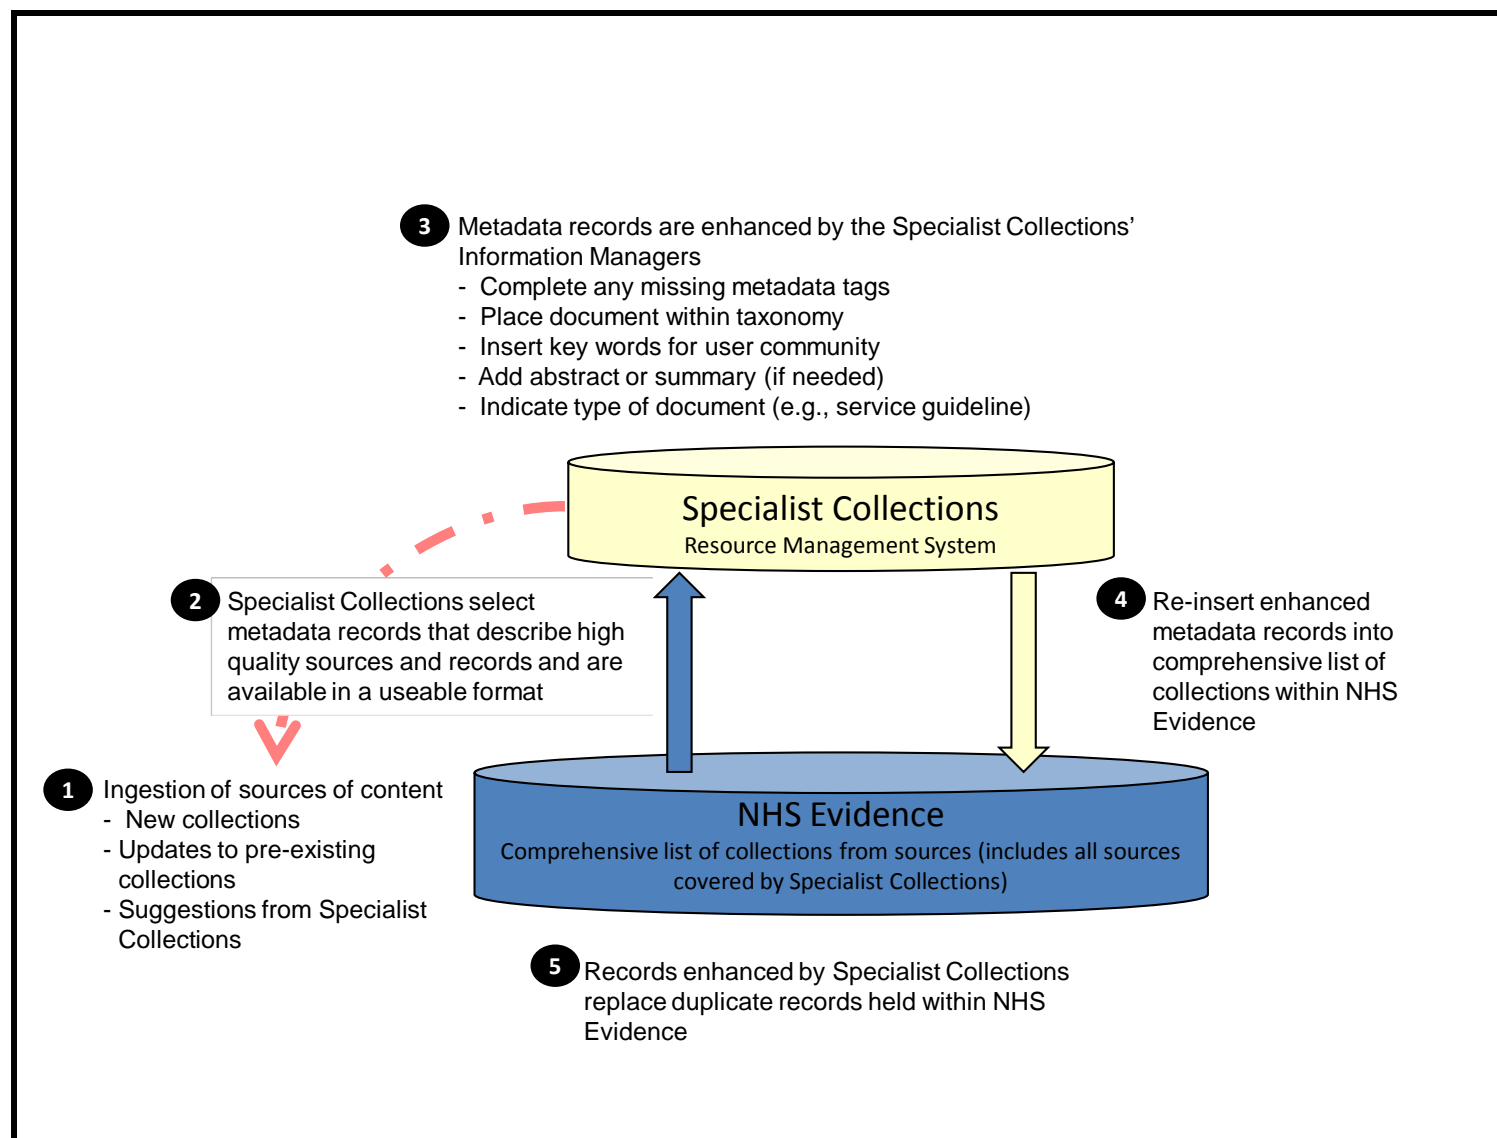 3 Metadata records are enhanced by the Specialist Collections’
Information Managers
- Complete any missing metadata tags
- Place document within taxonomy
- Insert key words for user community
- Add abstract or summary (if needed)
- Indicate type of document (e.g., service guideline)
Specialist Collections
Resource Management System
2 Specialist Collections select
metadata records that describe high
quality sources and records and are
available in a useable format
4 Re-insert enhanced
metadata records into
comprehensive list of
collections within NHS
Evidence
1 Ingestion of sources of content
- New collections
- Updates to pre-existing
collections
- Suggestions from Specialist
Collections
NHS Evidence
Comprehensive list of collections from sources (includes all sources
covered by Specialist Collections)
5 Records enhanced by Specialist Collections
replace duplicate records held within NHS
Evidence